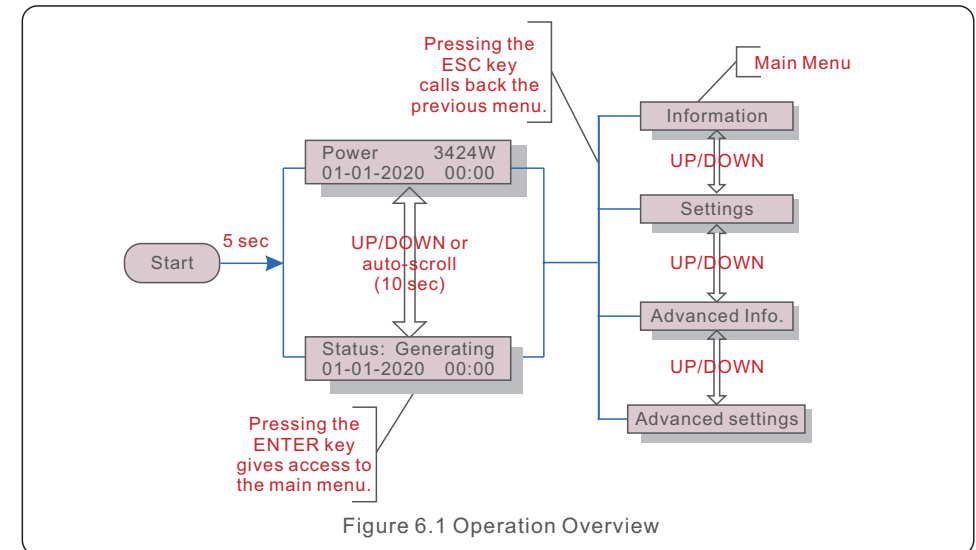 Pressing the
ESC key
calls back the
previous menu.
Main Menu
Information
UP/DOWN
Settings
UP/DOWN
Advanced Info.
UP/DOWN
Advanced settings
Power 3424W
01-01-2020 00:00
5 sec
Start
UP/DOWN or
auto-scroll
(10 sec)
Status: Generating
01-01-2020 00:00
Pressing the
ENTER key
gives access to
the main menu.
Figure 6.1 Operation Overview